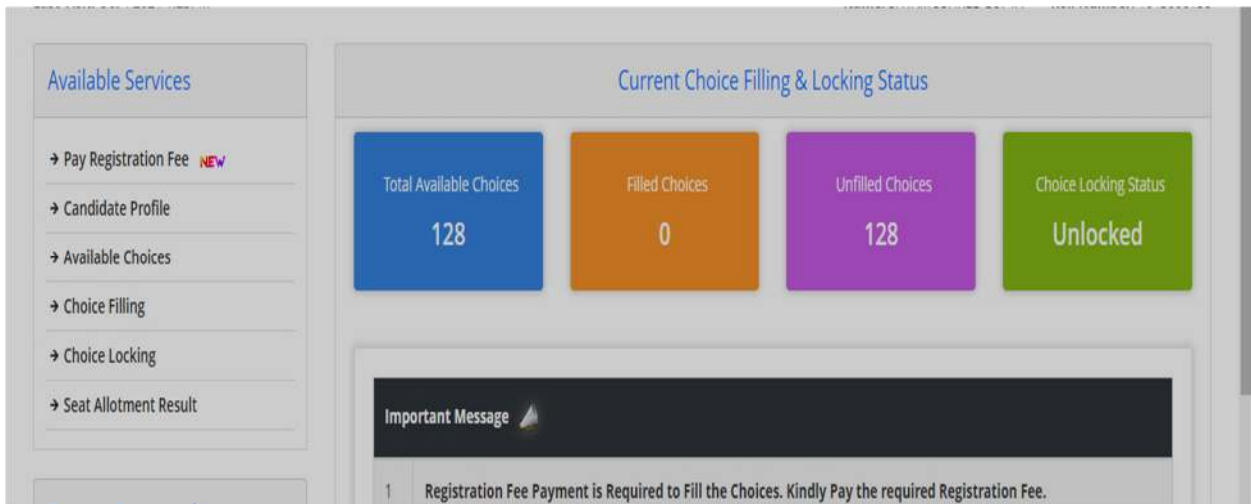 Available Services
→ Pay Registration Fee NEW
→ Candidate Profile
→ Available Choices
→ Choice Filling
→ Choice Locking
→ Seat Allotment Result
Current Choice Filling & Locking Status
Total Available Choices
128
Filled Choices
0
Unfilled Choices
128
Choice Locking Status
Unlocked
Important Message
1 Registration Fee Payment is Required to Fill the Choices. Kindly Pay the required Registration Fee.